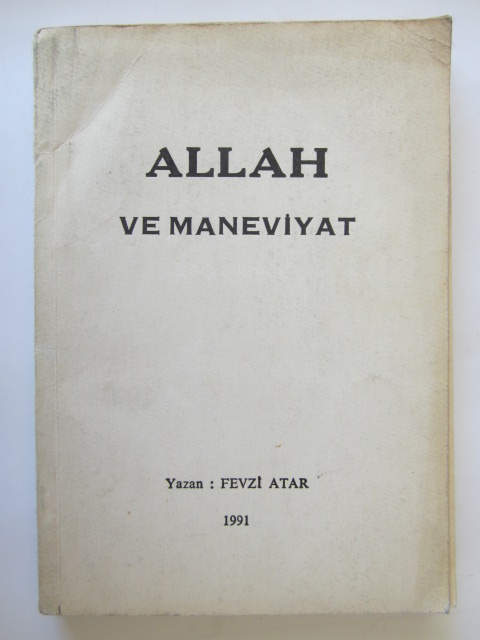 ALLAH
VE MANEVİYAT
Yazan : FEVZİ ATAR
1991